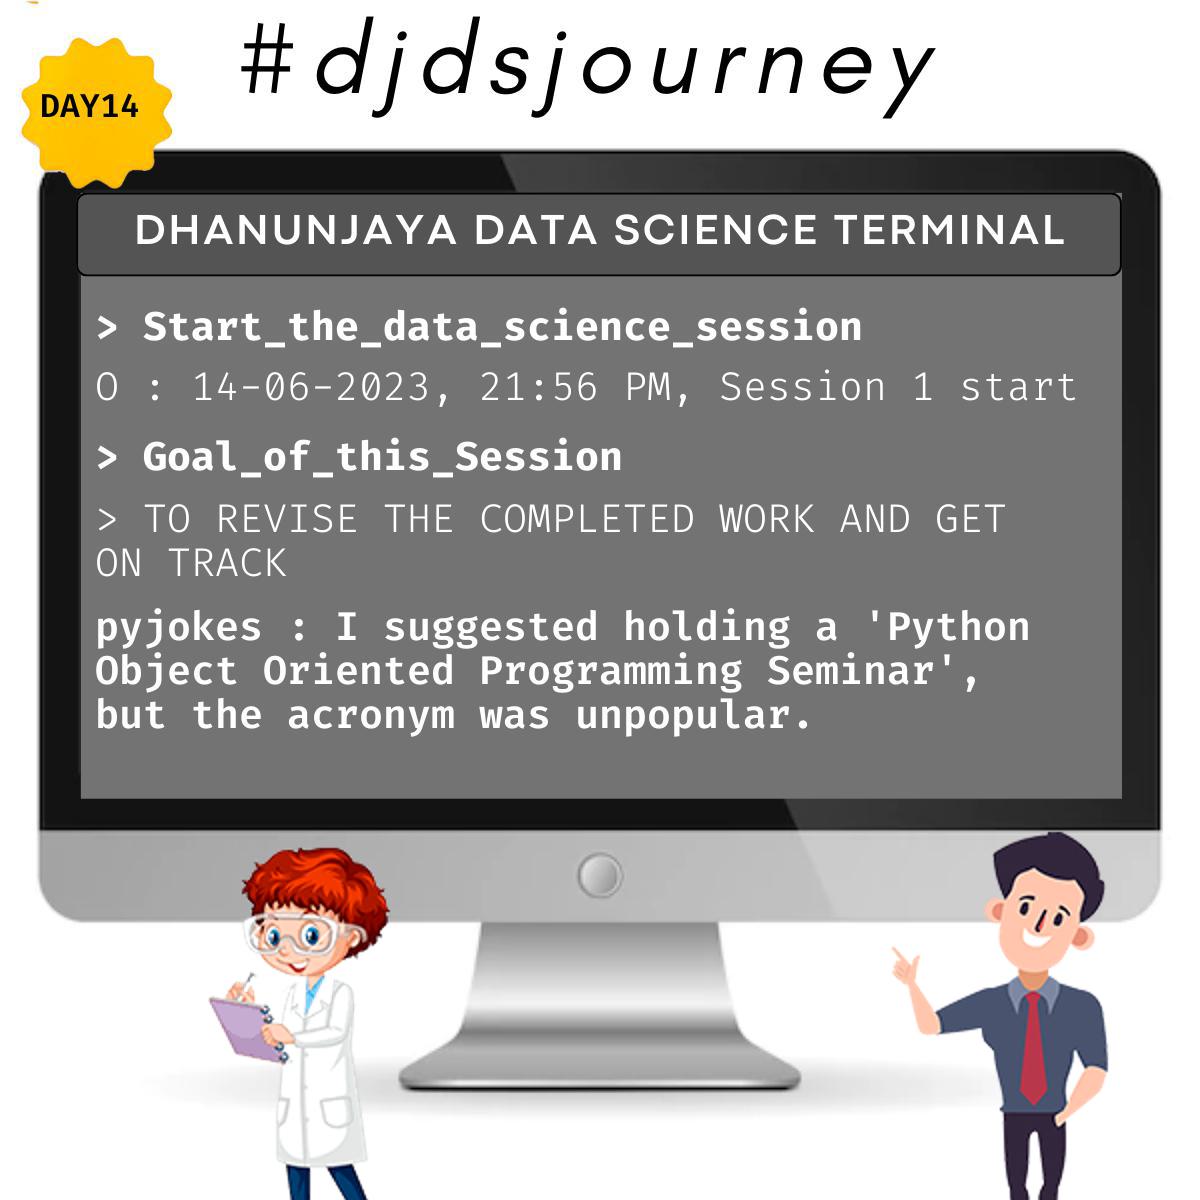 #djdsjourney
DAY14
DHANUNJAYA DATA SCIENCE TERMINAL
> Start_the_data_science_session
O : 14-06-2023, 21:56 PM, Session 1 start
> Goal_of_this_Session
> TO REVISE THE COMPLETED WORK AND GET
ON TRACK
pyjokes : I suggested holding a 'Python
Object Oriented Programming Seminar',
but the acronym was unpopular.